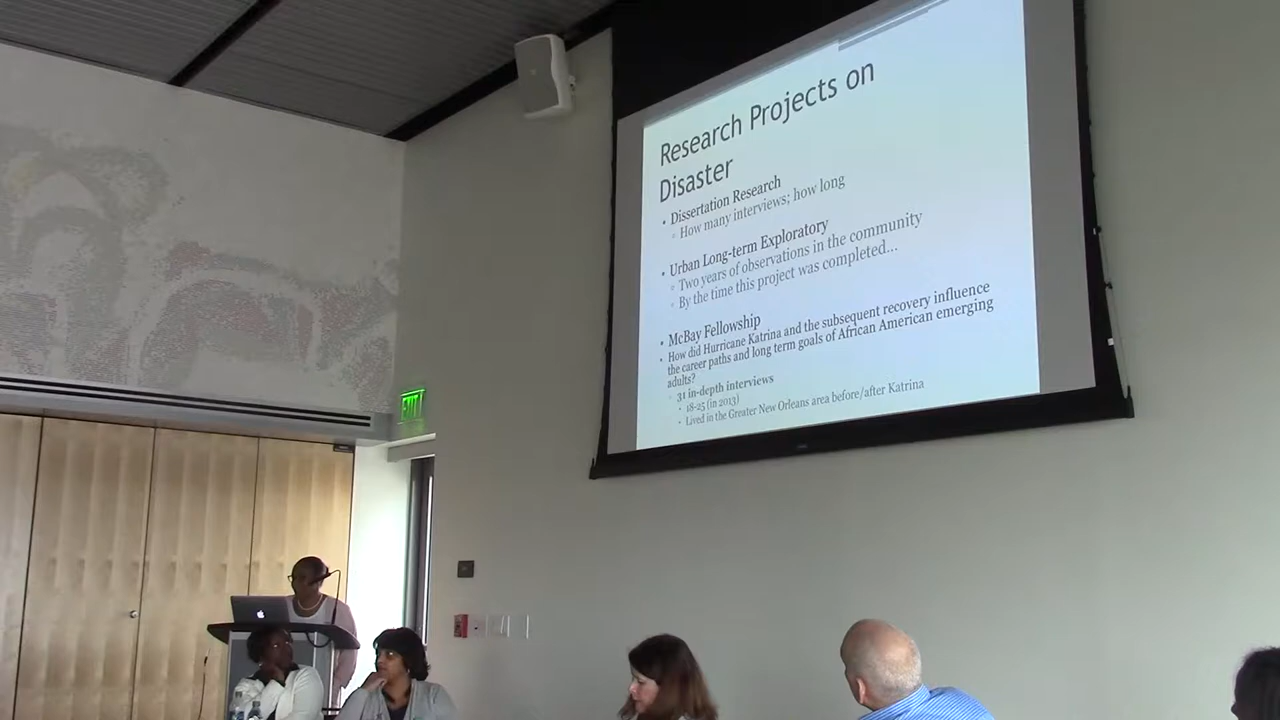 Research Projects on
Disaster
• Dissertation Research
▫ How many interviews; how long
• Urban Long-term Exploratory
▫ Two years of observations in the community
▫ By the time this project was completed...
• McBay Fellowship
• How did Hurricane Katrina and the subsequent recovery influence
the career paths and long term goals of African American emerging
adults?
▫ 31 in-depth interviews
• 18-25 (in 2013)
• Lived in the Greater New Orleans area before/after Katrina
EXIT